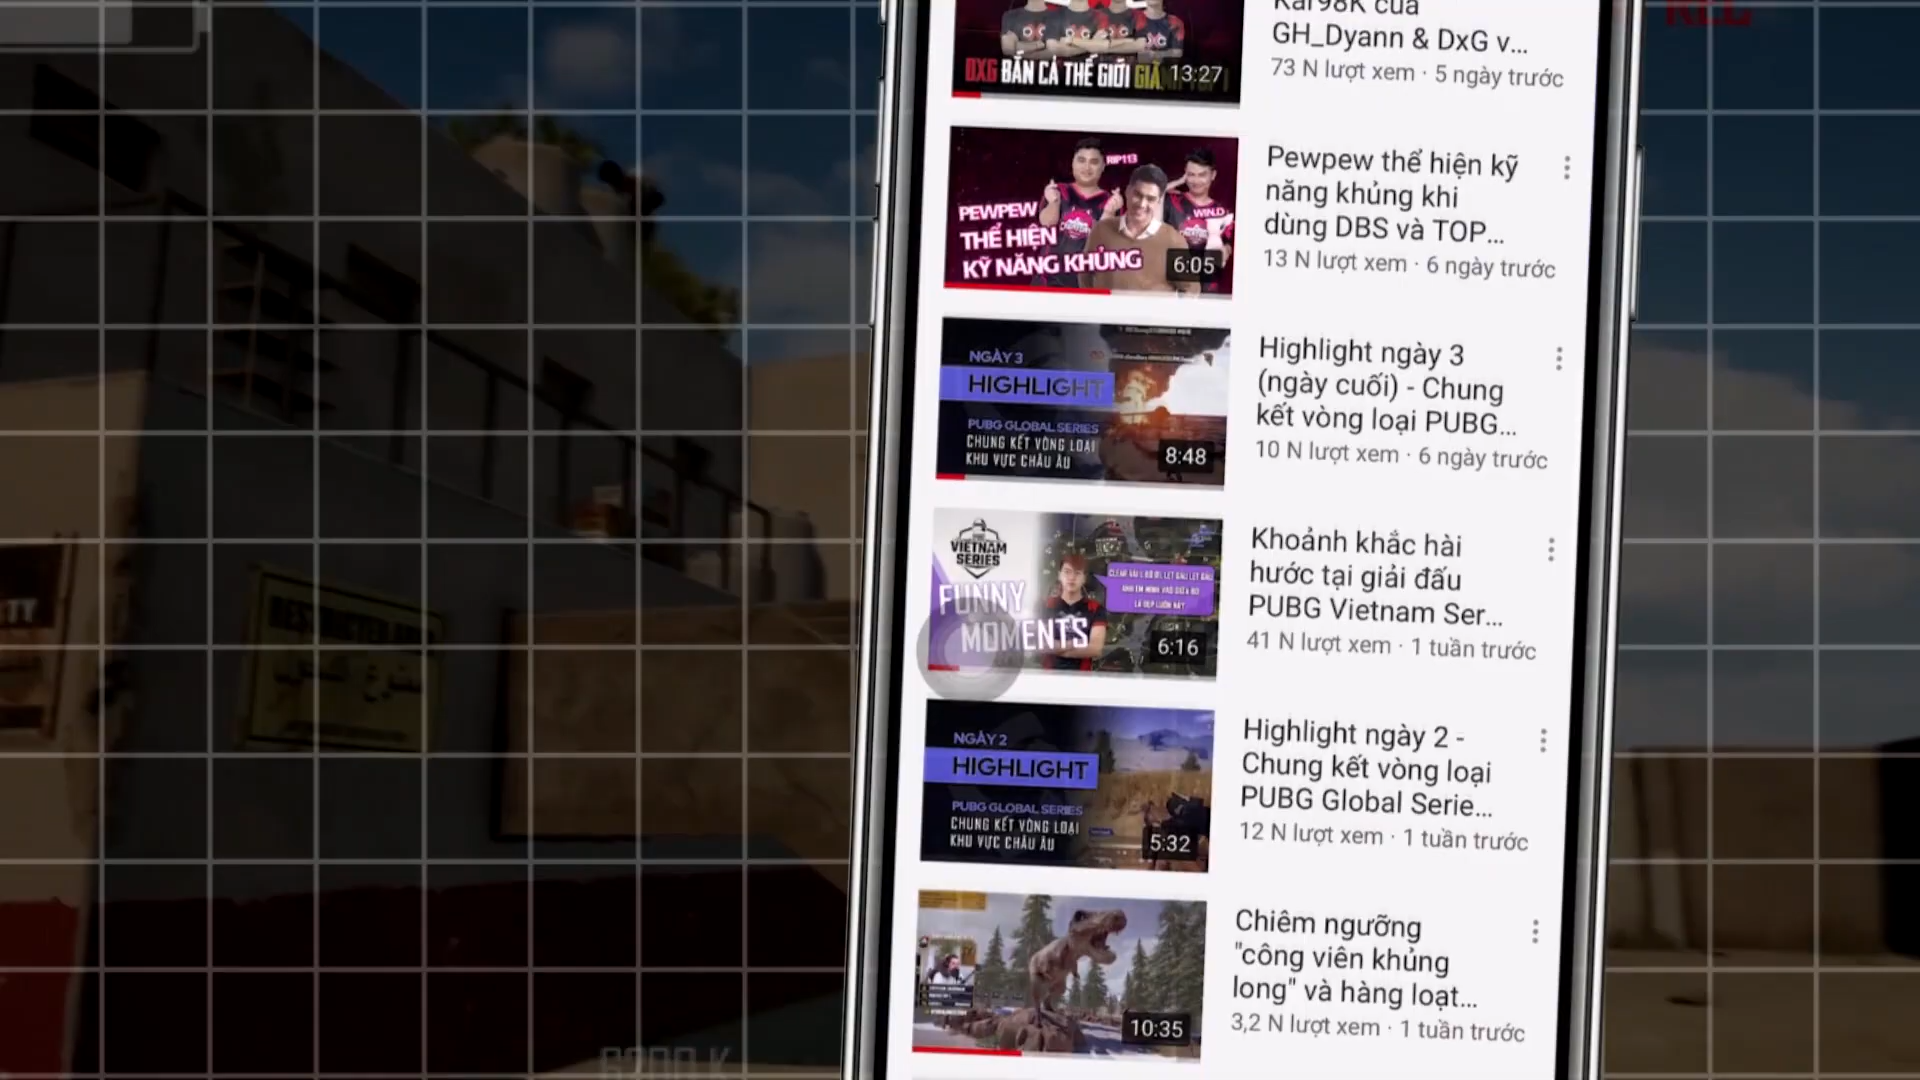 REC
Kar98K của
GH_Dyann & DxG v...
73 N lượt xem · 5 ngày trước
DXG BẮN CẢ THẾ GIỚI
13:27
Pewpew thể hiện kỹ
năng khủng khi
dùng DBS và TOP...
13 N lượt xem · 6 ngày trước
RIP113
WIN.D
PEWPEW
THỂ HIỆN
KỸ NĂNG KHỦNG
6:05
Highlight ngày 3
(ngày cuối) - Chung
kết vòng loại PUBG...
10 N lượt xem · 6 ngày trước
NGÀY 3
HIGHLIGHT
PUBG GLOBAL SERIES
CHUNG KẾT VÒNG LOẠI
KHU VỰC CHÂU ÂU
8:48
Khoảnh khắc hài
hước tại giải đấu
PUBG Vietnam Ser...
41 N lượt xem · 1 tuần trước
VIETNAM
SERIES
FUNNY
MOMENTS
6:16
Highlight ngày 2 -
Chung kết vòng loại
PUBG Global Serie...
12 N lượt xem · 1 tuần trước
NGÀY 2
HIGHLIGHT
PUBG GLOBAL SERIES
CHUNG KẾT VÒNG LOẠI
KHU VỰC CHÂU ÂU
5:32
Chiêm ngưỡng
"công viên khủng
long" và hàng loạt...
3,2 N lượt xem · 1 tuần trước
10:35
6200 K